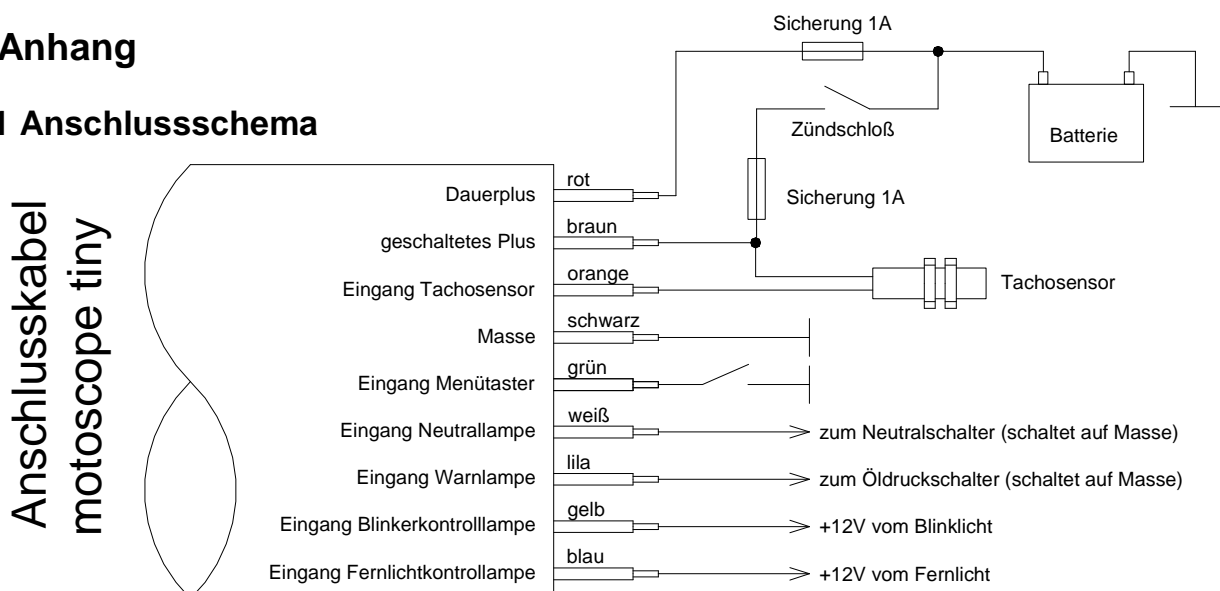 Anhang
Anschlussschema
Sicherung 1A
Zündschloß
Batterie
Sicherung 1A
Tachosensor
Anschlusskabel
motoscope tiny
Dauerplus rot
geschaltetes Plus braun
Eingang Tachosensor orange
Masse schwarz
Eingang Menütaster grün
Eingang Neutrallampe weiß zum Neutralschalter (schaltet auf Masse)
Eingang Warnlampe lila zum Öldruckschalter (schaltet auf Masse)
Eingang Blinkerkontrolllampe gelb +12V vom Blinklicht
Eingang Fernlichtkontrollampe blau +12V vom Fernlicht